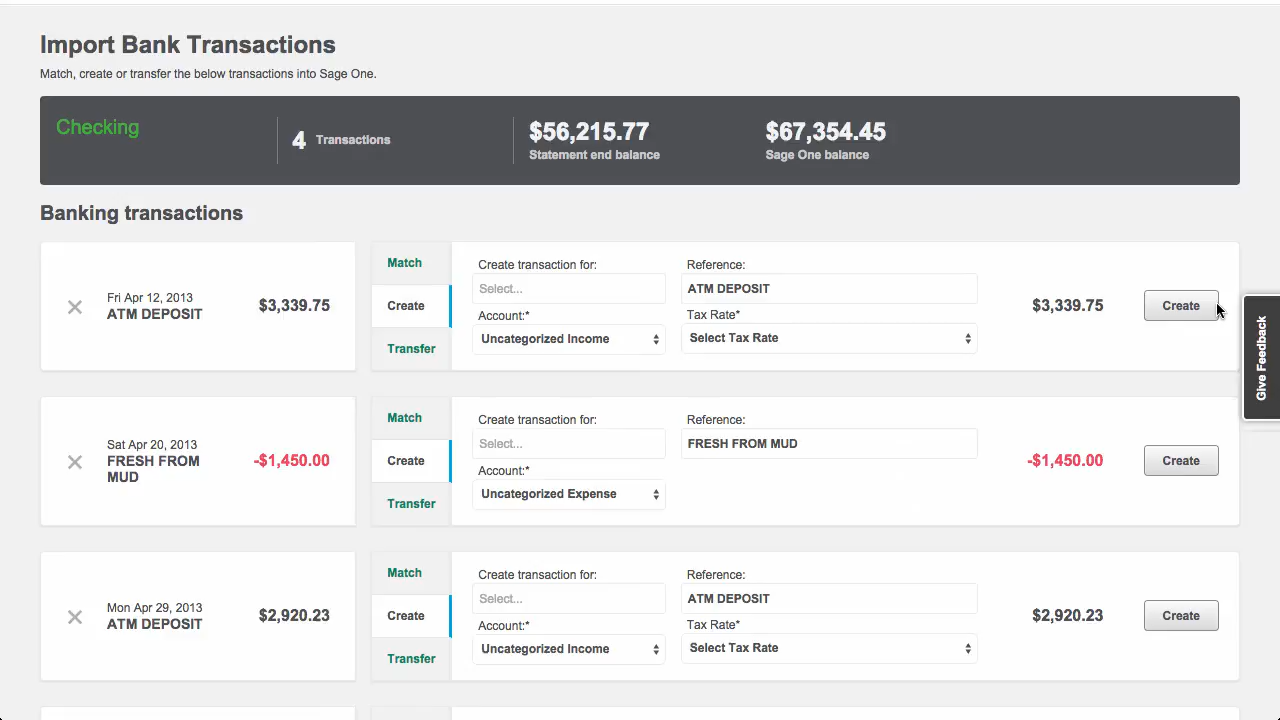 Import Bank Transactions
Match, create or transfer the below transactions into Sage One.
Checking
4 Transactions
$56,215.77
Statement end balance
$67,354.45
Sage One balance
Banking transactions
Fri Apr 12, 2013
ATM DEPOSIT
$3,339.75
Match
Create
Transfer
Create transaction for:
Select...
Account:*
Uncategorized Income
Reference:
ATM DEPOSIT
Tax Rate*
Select Tax Rate
$3,339.75
Create
Give Feedback
Sat Apr 20, 2013
FRESH FROM
MUD
-$1,450.00
Match
Create
Transfer
Create transaction for:
Select...
Account:*
Uncategorized Expense
Reference:
FRESH FROM MUD
-$1,450.00
Create
Mon Apr 29, 2013
ATM DEPOSIT
$2,920.23
Match
Create
Transfer
Create transaction for:
Select...
Account:*
Uncategorized Income
Reference:
ATM DEPOSIT
Tax Rate*
Select Tax Rate
$2,920.23
Create